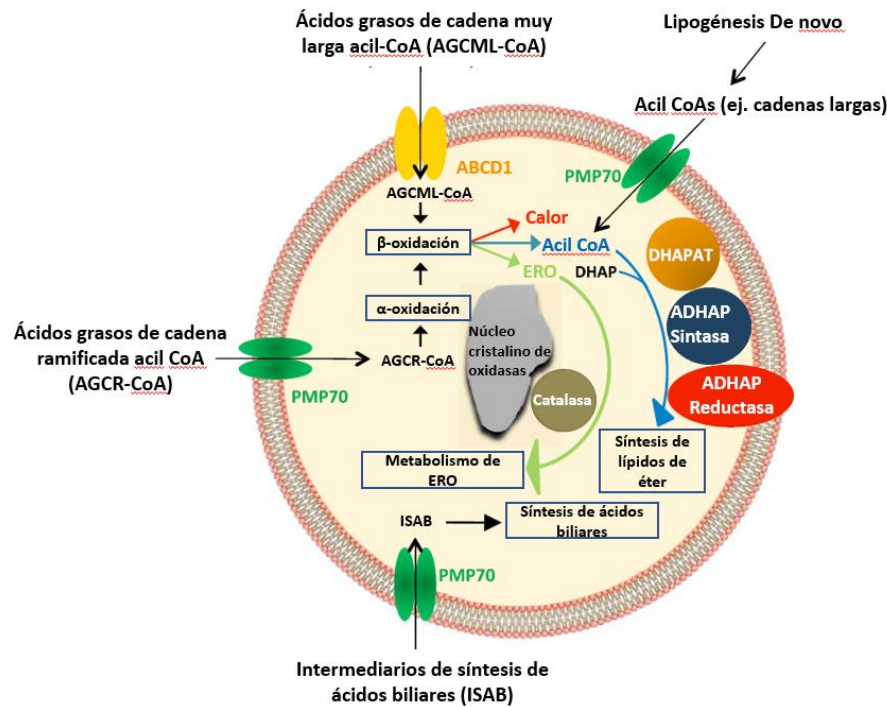 Ácidos grasos de cadena muy
larga acil-CoA (AGCML-CoA)
Lipogénesis De novo
Acil CoAs (ej. cadenas largas)
ABCD1
PMP70
AGCML-CoA
Calor
β-oxidación
Acil CoA
DHAPAT
ERO
DHAP
α-oxidación
ADHAP
Sintasa
Núcleo
cristalino de
oxidasas
Ácidos grasos de cadena
ramificada acil CoA
(AGCR-CoA)
AGCR-CoA
PMP70
ADHAP
Reductasa
Catalasa
Síntesis de
lípidos de
éter
Metabolismo de
ERO
ISAB
Síntesis de ácidos
biliares
PMP70
Intermediarios de síntesis de
ácidos biliares (ISAB)